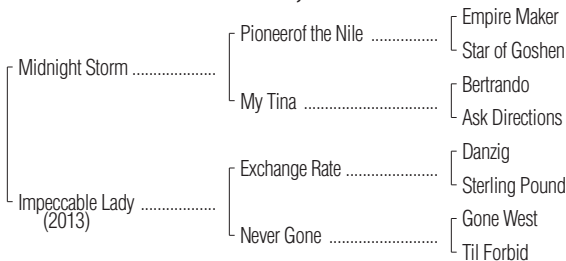 Empire Maker
Pioneerof the Nile ................
Star of Goshen
Midnight Storm ....................
Bertrando
My Tina ................................
Ask Directions
Danzig
Exchange Rate ......................
Sterling Pound
Impeccable Lady ..................
(2013)
Gone West
Never Gone ..........................
Til Forbid